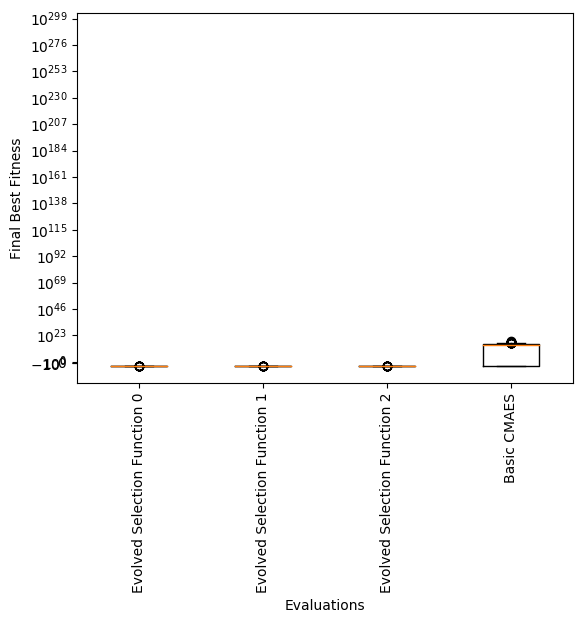 10^299
10^276
10^253
10^230
10^207
10^184
10^161
10^138
10^115
10^92
10^69
10^46
10^23
Final Best Fitness
Evolved Selection Function 0
Evolved Selection Function 1
Evolved Selection Function 2
Basic CMAES
Evaluations